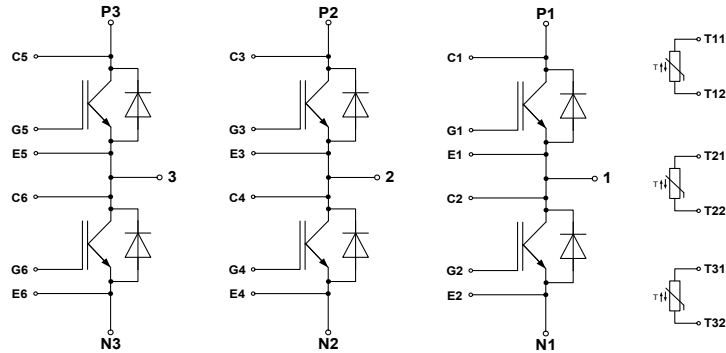 P3 P2 P1
C5 C3 C1 T11
T↑↓ T12
G5 G3 G1
E5 E3 E1 T21
3 2 1 T↑↓
C6 C4 C2 T22
G6 G4 G2 T31
E6 E4 E2 T↑↓
T32
N3 N2 N1